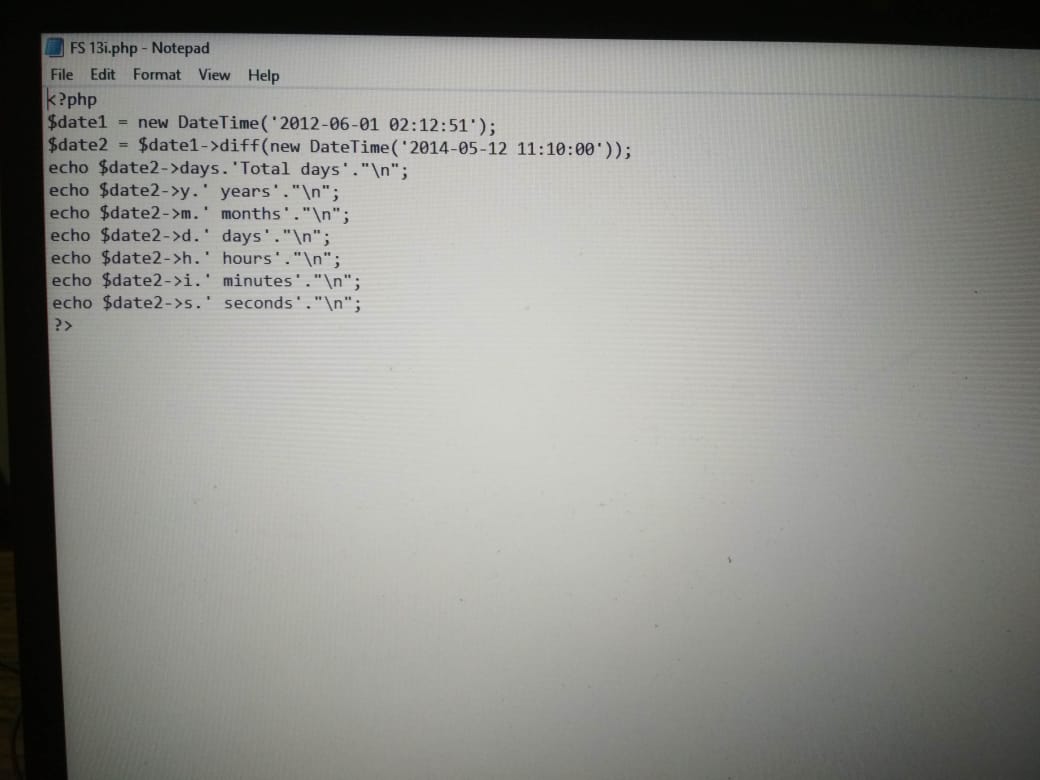 FS 13i.php - Notepad
File Edit Format View Help
<?php
$date1 = new DateTime('2012-06-01 02:12:51');
$date2 = $date1->diff(new DateTime('2014-05-12 11:10:00'));
echo $date2->days.'Total days'."\n";
echo $date2->y.' years'."\n";
echo $date2->m.' months'."\n";
echo $date2->d.' days'."\n";
echo $date2->h.' hours'."\n";
echo $date2->i.' minutes'."\n";
echo $date2->s.' seconds'."\n";
?>